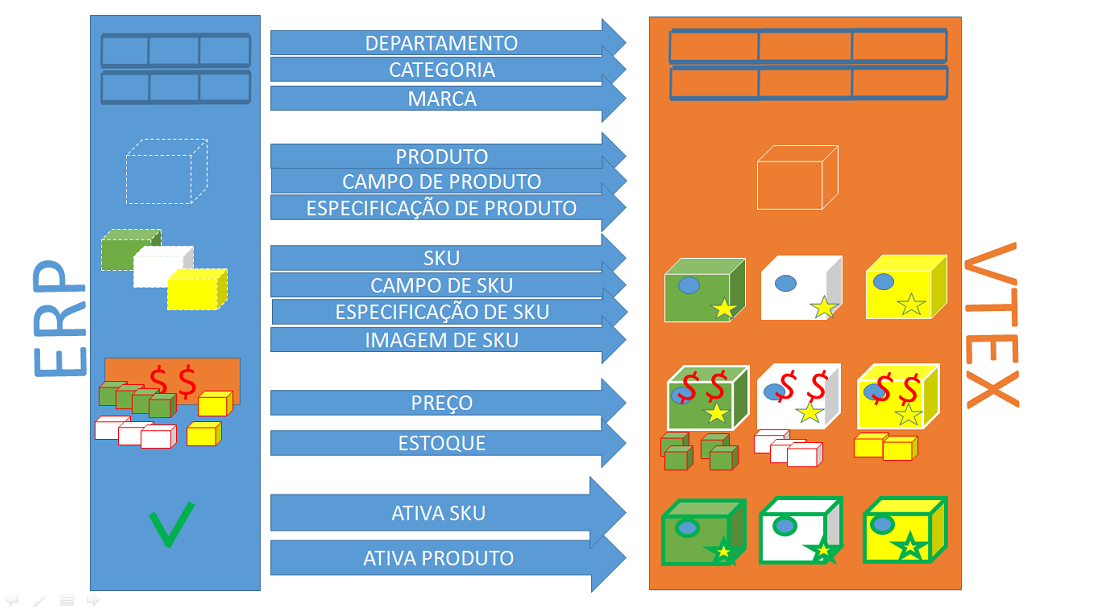 ERP
DEPARTAMENTO
CATEGORIA
MARCA
PRODUTO
CAMPO DE PRODUTO
ESPECIFICAÇÃO DE PRODUTO
SKU
CAMPO DE SKU
ESPECIFICAÇÃO DE SKU
IMAGEM DE SKU
PREÇO
ESTOQUE
ATIVA SKU
ATIVA PRODUTO
VTEX
$ $
$ $
$ $
$ $